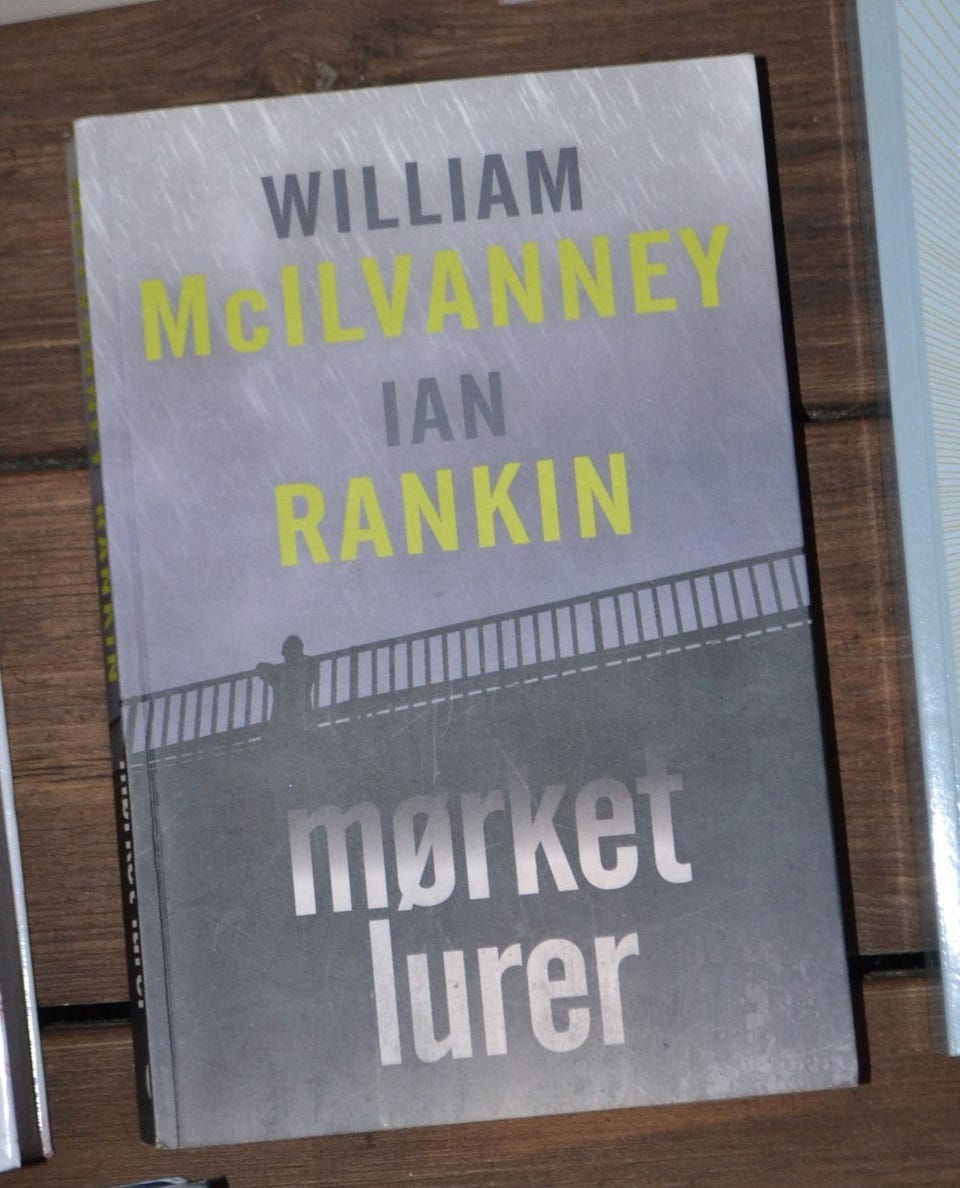 WILLIAM
McILVANNEY
IAN
RANKIN
mørket
lurer